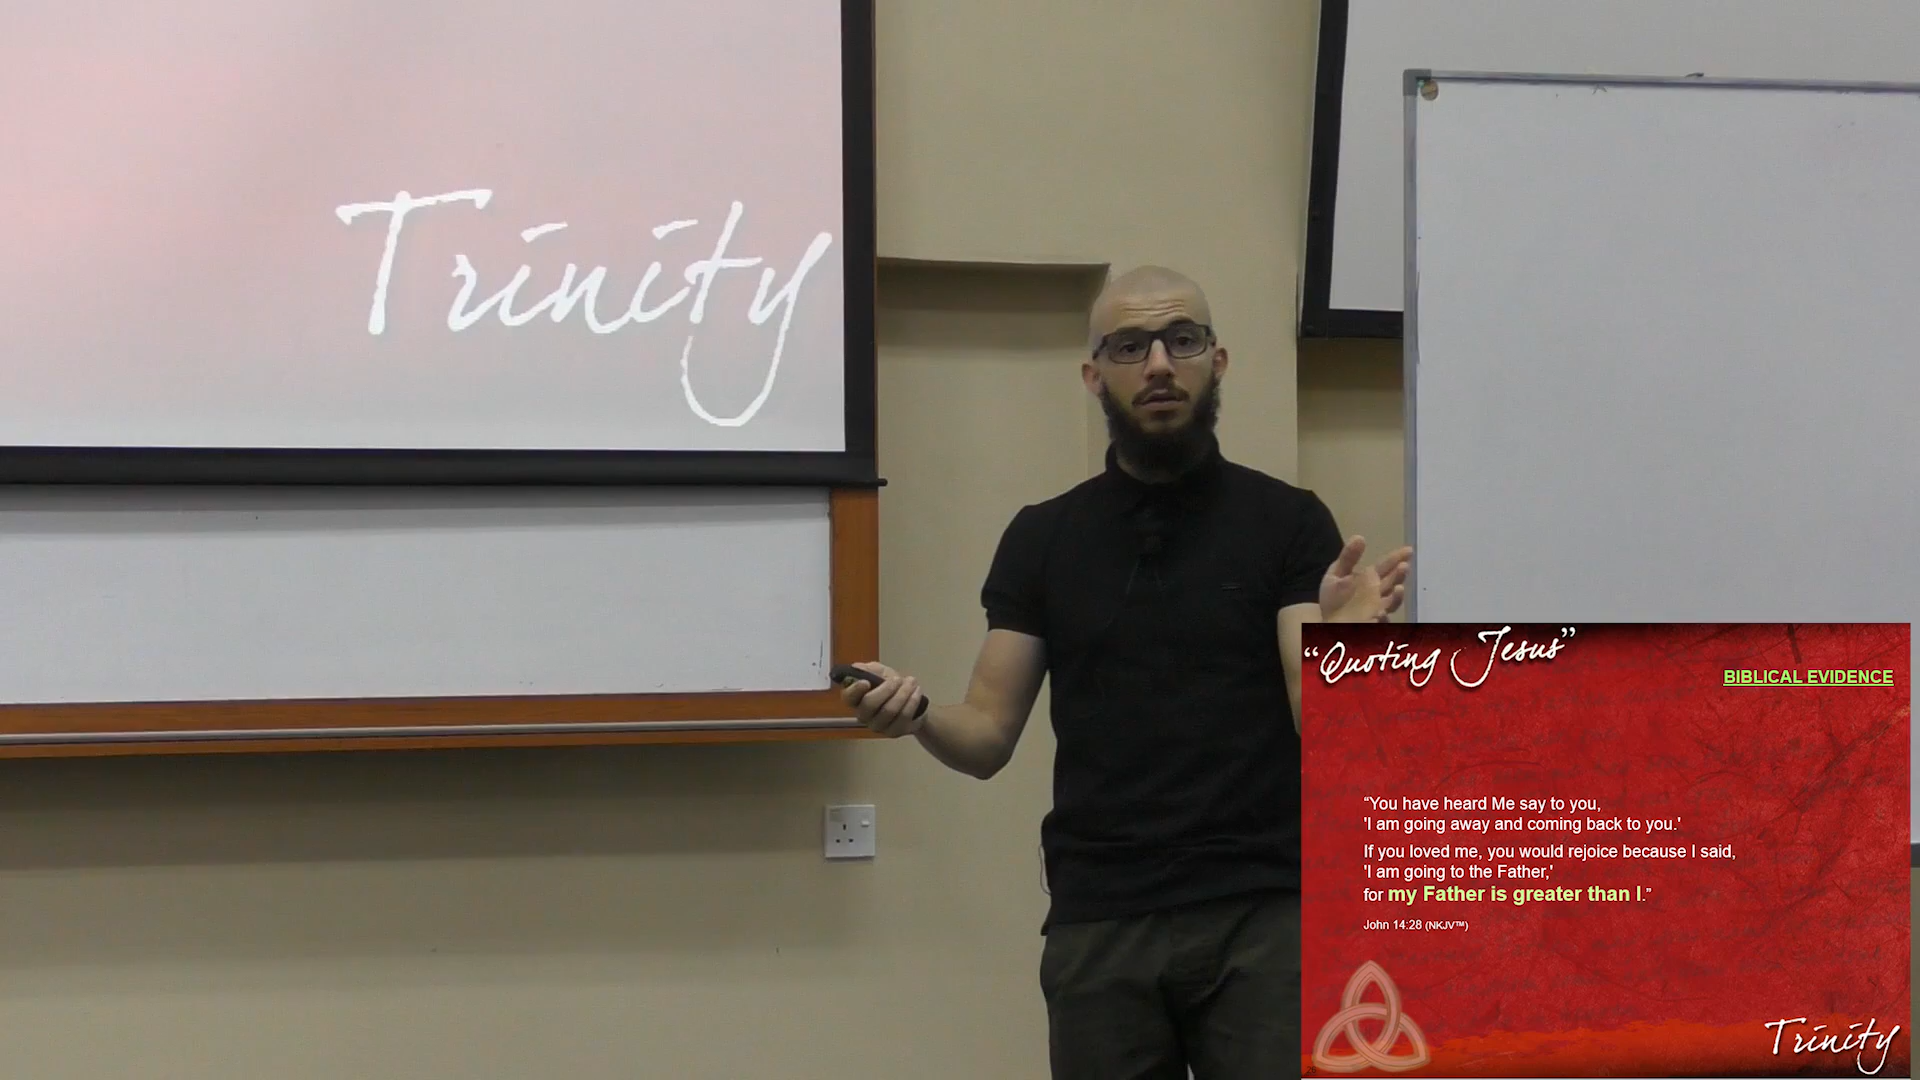 Trinity
“Quoting Jesus”
BIBLICAL EVIDENCE
“You have heard Me say to you,
'I am going away and coming back to you.'
If you loved me, you would rejoice because I said,
'I am going to the Father,'
for my Father is greater than I.”
John 14:28 (NKJV™)
Trinity